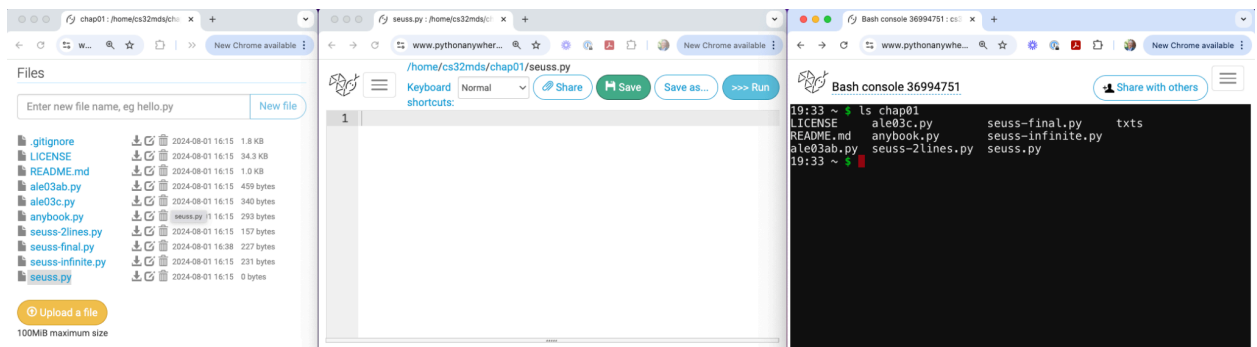 chap01 : /home/cs32mds/cha
w...
New Chrome available
Files
Enter new file name, eg hello.py
New file
.gitignore 2024-08-01 16:15 1.8 KB
LICENSE 2024-08-01 16:15 34.3 KB
README.md 2024-08-01 16:15 1.0 KB
ale03ab.py 2024-08-01 16:15 459 bytes
ale03c.py 2024-08-01 16:15 340 bytes
anybook.py seuss.py 16:15 293 bytes
seuss-2lines.py 2024-08-01 16:15 157 bytes
seuss-final.py 2024-08-01 16:38 227 bytes
seuss-infinite.py 2024-08-01 16:15 231 bytes
seuss.py 2024-08-01 16:15 0 bytes
Upload a file
100MiB maximum size
seuss.py : /home/cs32mds/c
www.pythonanywher...
New Chrome available
/home/cs32mds/chap01/seuss.py
Keyboard shortcuts: Normal Share Save Save as... >>> Run
1
Bash console 36994751 : cs3
www.pythonanywhe...
New Chrome available
Bash console 36994751
Share with others
19:33 ~ $ ls chap01
LICENSE ale03c.py seuss-final.py txts
README.md anybook.py seuss-infinite.py
ale03ab.py seuss-2lines.py seuss.py
19:33 ~ $